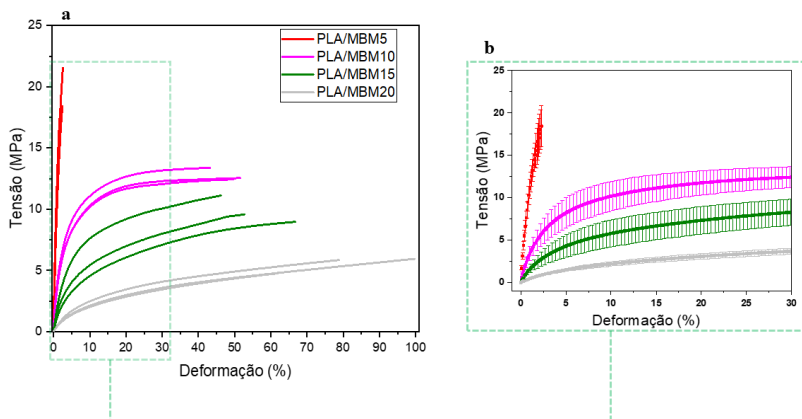 a
25
20
15
10
5
0
Tensão (MPa)
0 10 20 30 40 50 60 70 80 90 100
Deformação (%)
PLA/MBM5
PLA/MBM10
PLA/MBM15
PLA/MBM20
b
25
20
15
10
5
0
Tensão (MPa)
0 5 10 15 20 25 30
Deformação (%)